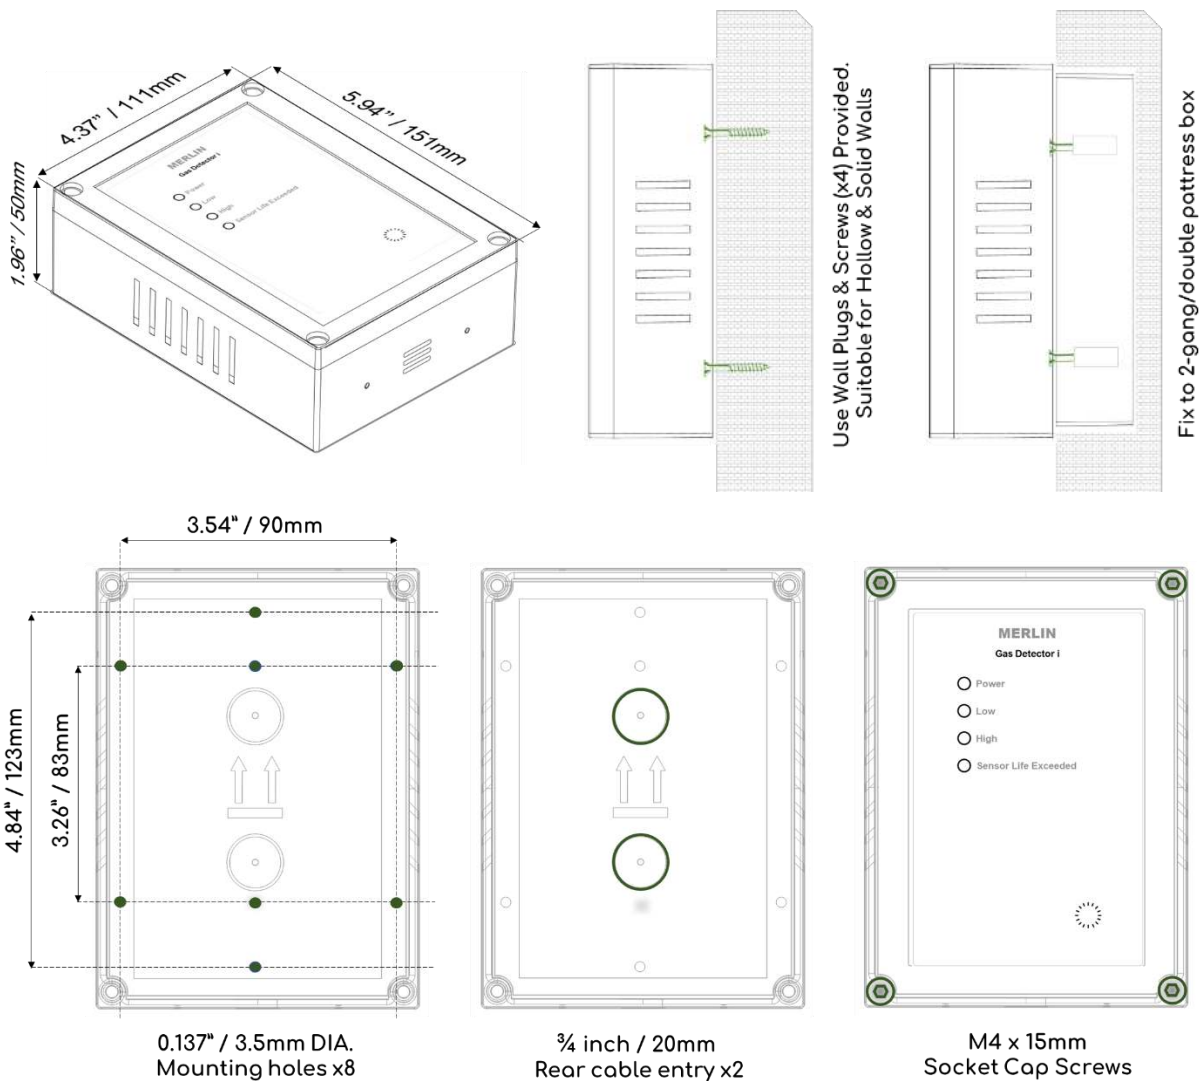 4.37” / 111mm
5.94” / 151mm
1.96” / 50mm
MERLIN
Gas Detector i
Power
Low
High
Sensor Life Exceeded
Use Wall Plugs & Screws (x4) Provided.
Suitable for Hollow & Solid Walls
Fix to 2-gang/double pattress box
3.54” / 90mm
4.84” / 123mm
3.26” / 83mm
0.137” / 3.5mm DIA.
Mounting holes x8
¾ inch / 20mm
Rear cable entry x2
MERLIN
Gas Detector i
Power
Low
High
Sensor Life Exceeded
M4 x 15mm
Socket Cap Screws